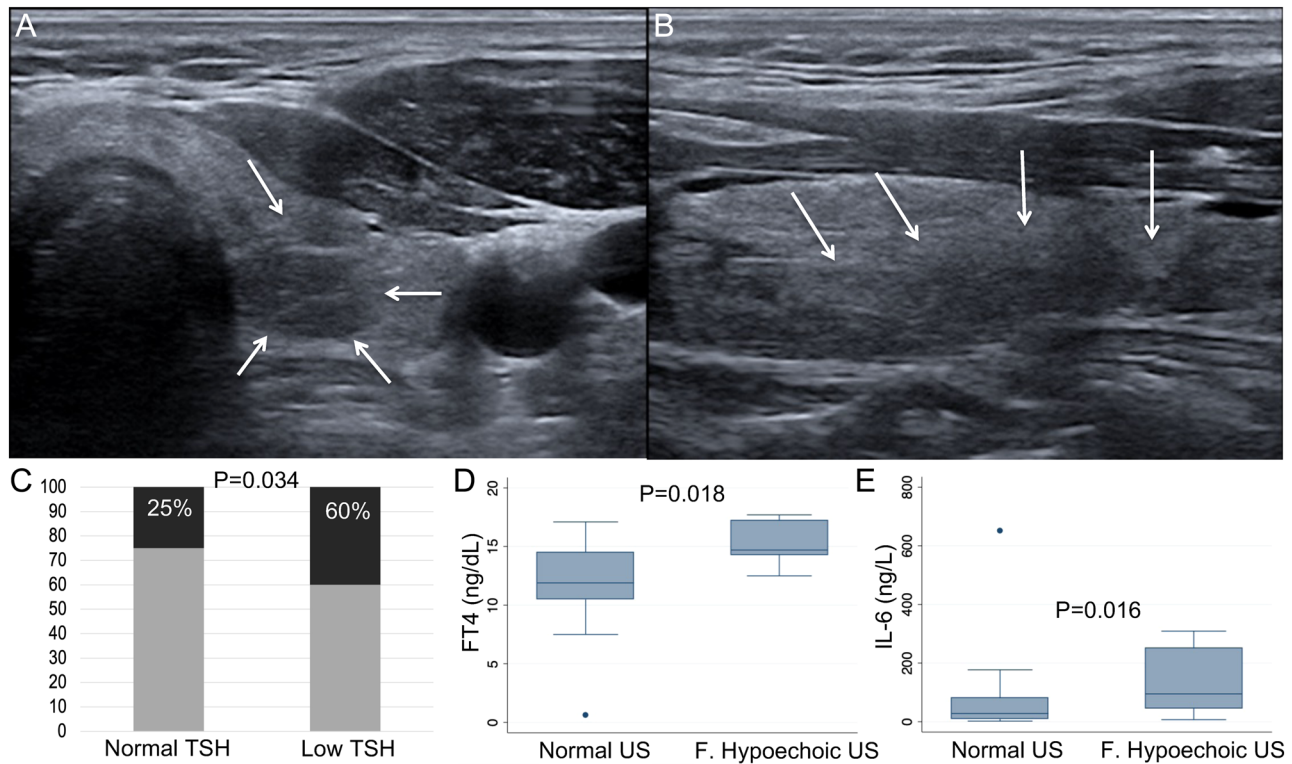 A
B
C
P=0.034
100
90
80
70
60
50
40
30
20
10
0
25%
60%
Normal TSH
Low TSH
D
P=0.018
FT4 (ng/dL)
20
15
10
5
0
Normal US
F. Hypoechoic US
E
P=0.016
IL-6 (ng/L)
800
600
400
200
0
Normal US
F. Hypoechoic US